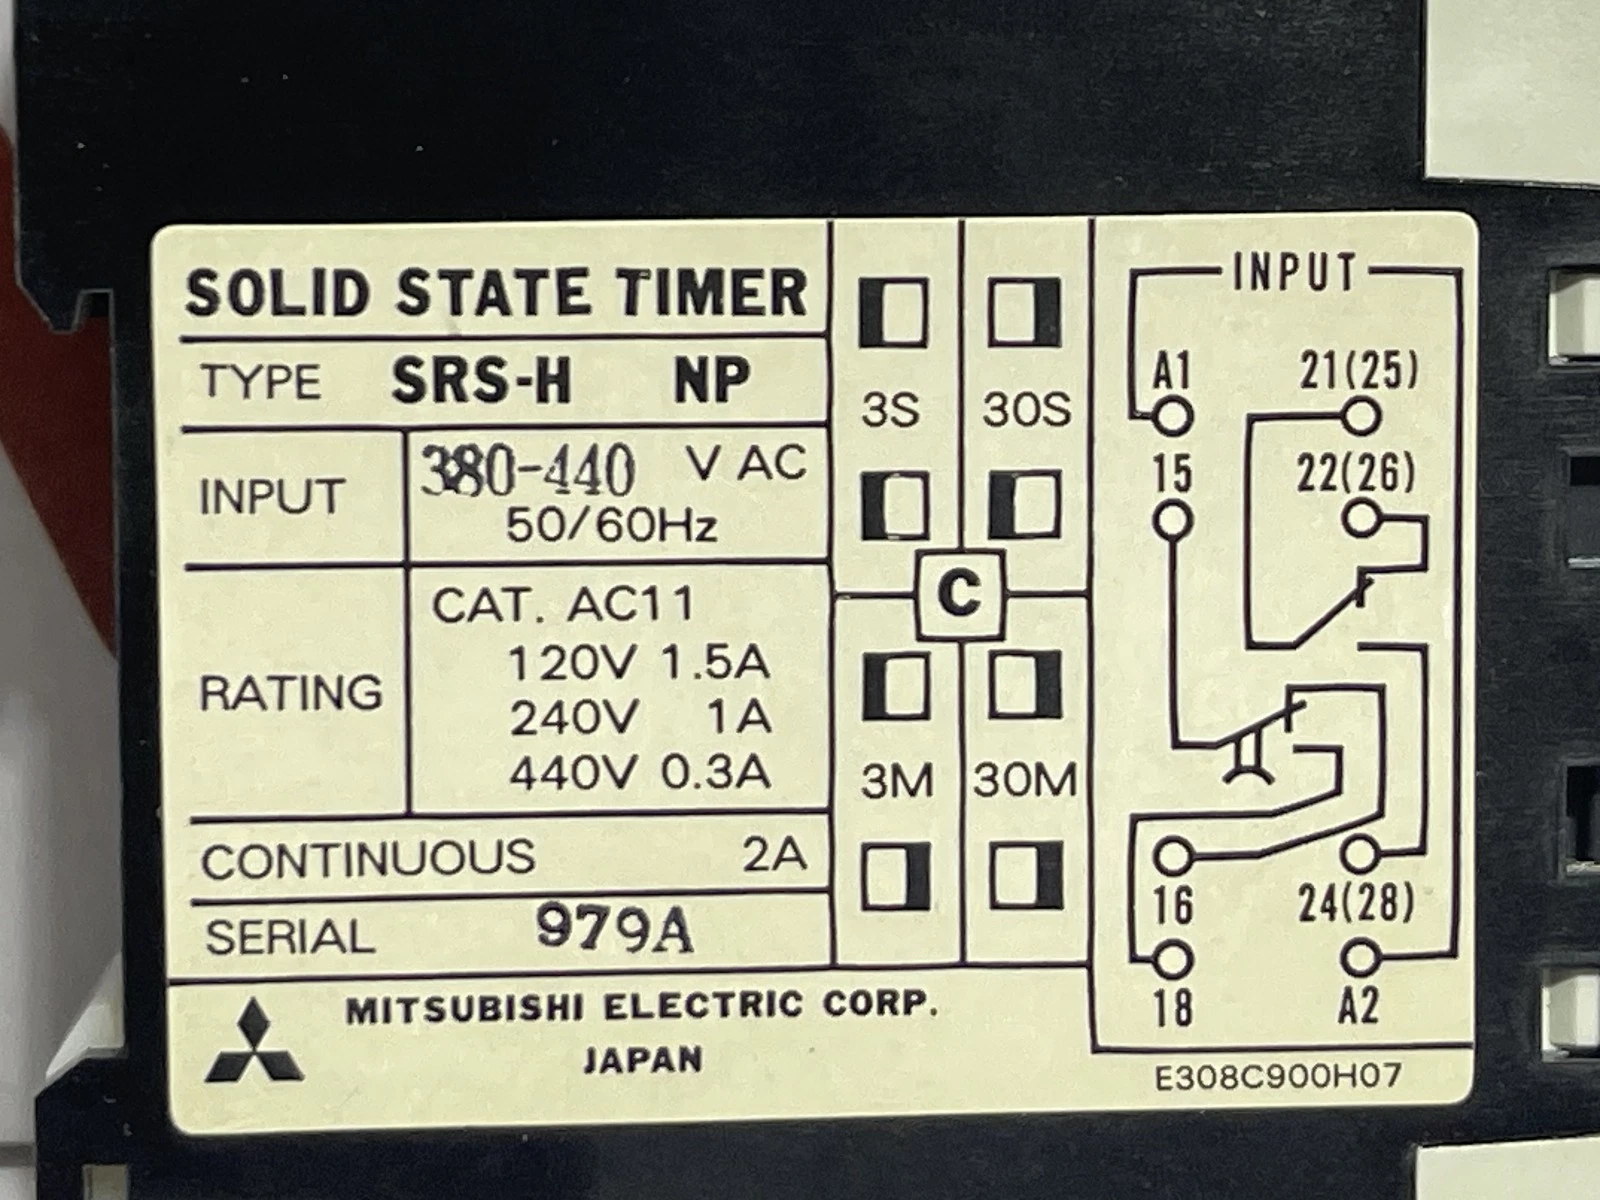 SOLID STATE TIMER
TYPE SRS-H NP
INPUT 380-440 V AC
50/60Hz
RATING CAT. AC11
120V 1.5A
240V 1A
440V 0.3A
CONTINUOUS 2A
SERIAL 979A
MITSUBISHI ELECTRIC CORP.
JAPAN
3S 30S
C
3M 30M
INPUT
A1 21(25)
15 22(26)
16 24(28)
18 A2
E308C900H07